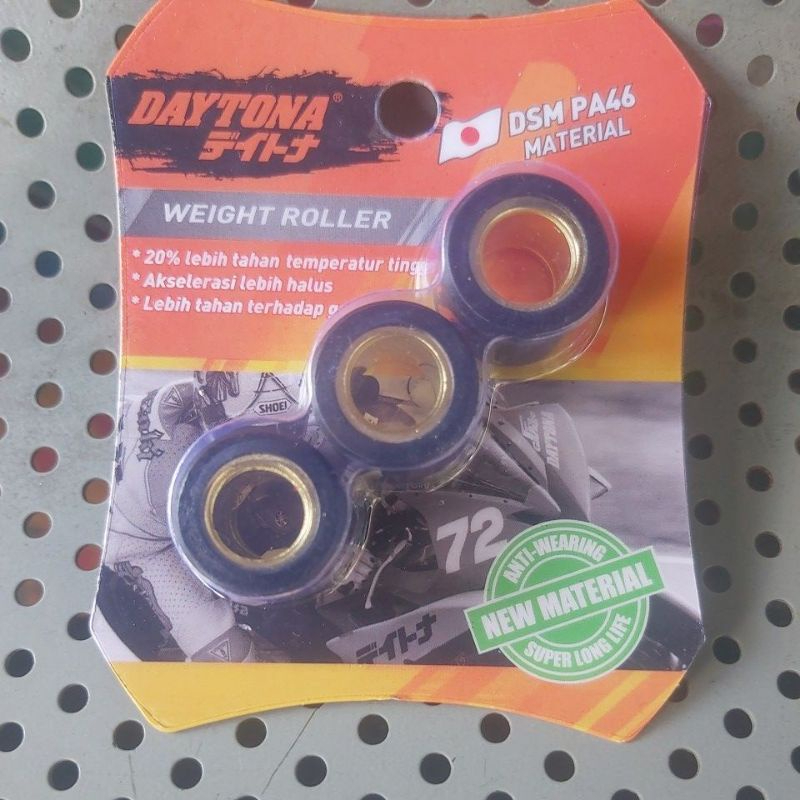 DAYTONA®
デイトナ
DSM PA46
MATERIAL
WEIGHT ROLLER
* 20% lebih tahan temperatur
* Akselerasi lebih halus
* Lebih tahan terhadap
SHOEI
DAYTONA
72
デイトナ
ANTI-WEARING
NEW MATERIAL
SUPER LONG LIFE